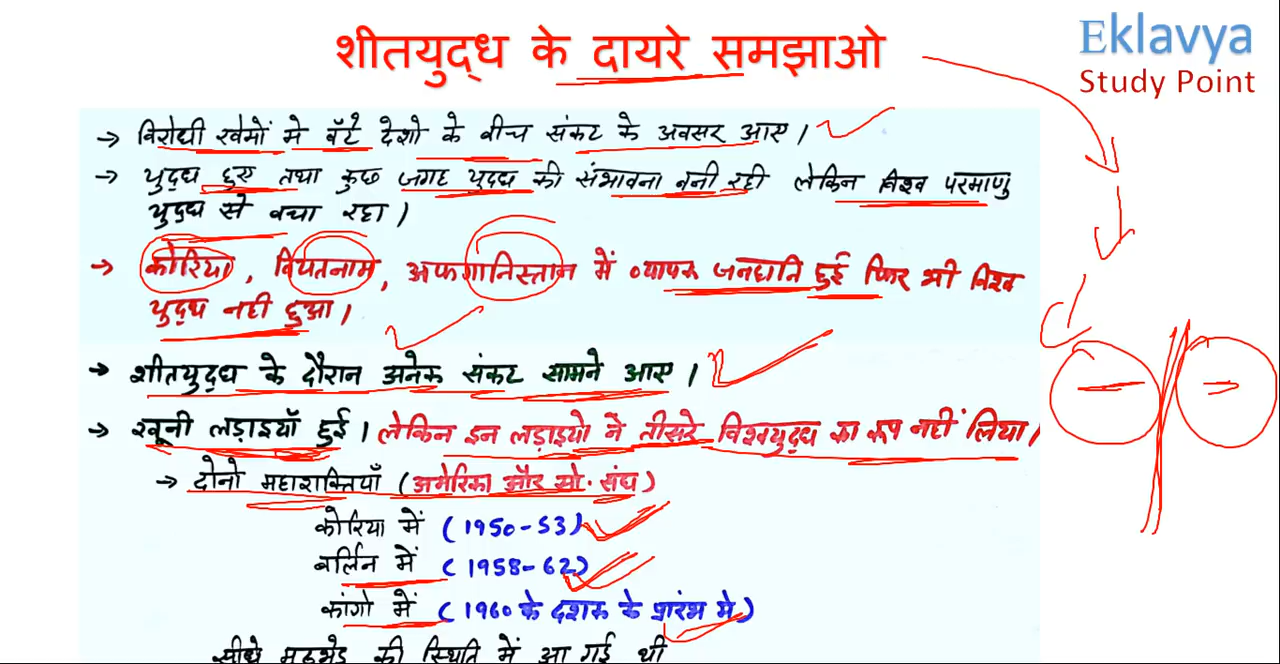 शीतयुद्ध के दायरे समझाओ
Eklavya
Study Point
→ विरोधी खेमों में बँटे देशो के बीच संकट के अवसर आए।
→ युद्ध हुए तथा कुछ जगह युद्ध की संभावना बनी रही लेकिन विश्व परमाणु
युद्ध से बचा रहा।
→ कोरिया, वियतनाम, अफगानिस्तान में व्यापक जनहानि हुई फिर भी विश्व
युद्ध नही हुआ।
→ शीतयुद्ध के दौरान अनेक संकट सामने आए।
→ खूनी लड़ाइयाँ हुई। लेकिन इन लड़ाइयो ने तीसरे विश्वयुद्ध का रूप नहीं लिया।
→ दोनो महाशक्तियाँ (अमेरिका और सो. संघ)
कोरिया में (1950-53)
बर्लिन में (1958-62)
कांगो में (1960 के दशक के प्रारंभ मे)
सीधे मुठभेड़ की स्थिति में आ गई थी